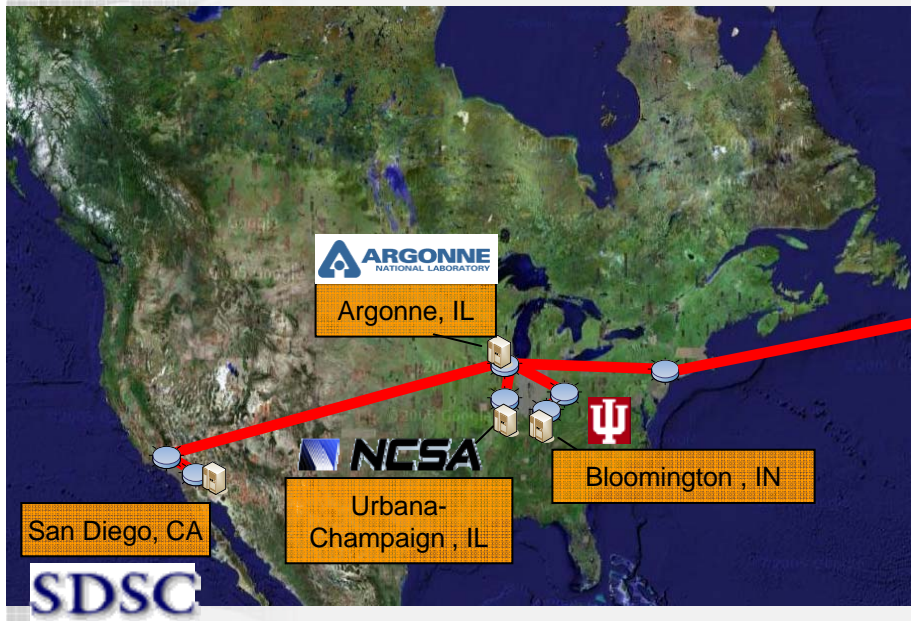 ARGONNE
NATIONAL LABORATORY
Argonne, IL
NCSA
Urbana-
Champaign , IL
Bloomington , IN
San Diego, CA
SDSC